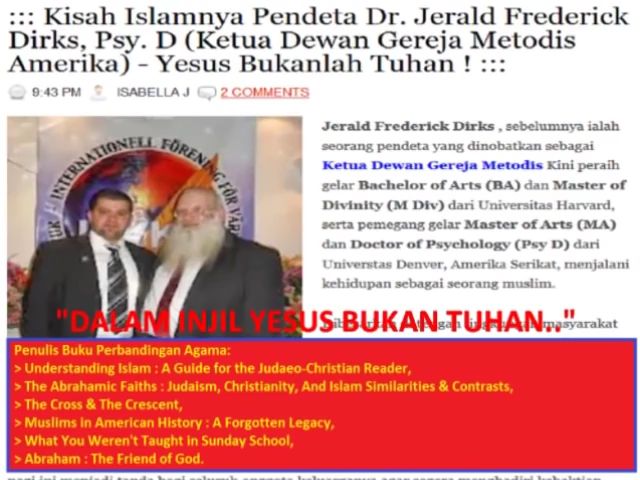 ::: Kisah Islamnya Pendeta Dr. Jerald Frederick
Dirks, Psy. D (Ketua Dewan Gereja Metodis
Amerika) - Yesus Bukanlah Tuhan ! :::
9:43 PM ISABELLA J 2 COMMENTS
INTERNATIONELL FÖRENING FÖR VÄR
Jerald Frederick Dirks , sebelumnya ialah
seorang pendeta yang dinobatkan sebagai
Ketua Dewan Gereja Metodis Kini peraih
gelar Bachelor of Arts (BA) dan Master of
Divinity (M Div) dari Universitas Harvard,
serta pemegang gelar Master of Arts (MA)
dan Doctor of Psychology (Psy D) dari
Universtas Denver, Amerika Serikat, menjalani
kehidupan sebagai seorang muslim.
"DALAM INJIL YESUS BUKAN TUHAN.."
masyarakat
Penulis Buku Perbandingan Agama:
> Understanding Islam : A Guide for the Judaeo-Christian Reader,
> The Abrahamic Faiths : Judaism, Christianity, And Islam Similarities & Contrasts,
> The Cross & The Crescent,
> Muslims in American History : A Forgotten Legacy,
> What You Weren't Taught in Sunday School,
> Abraham : The Friend of God.